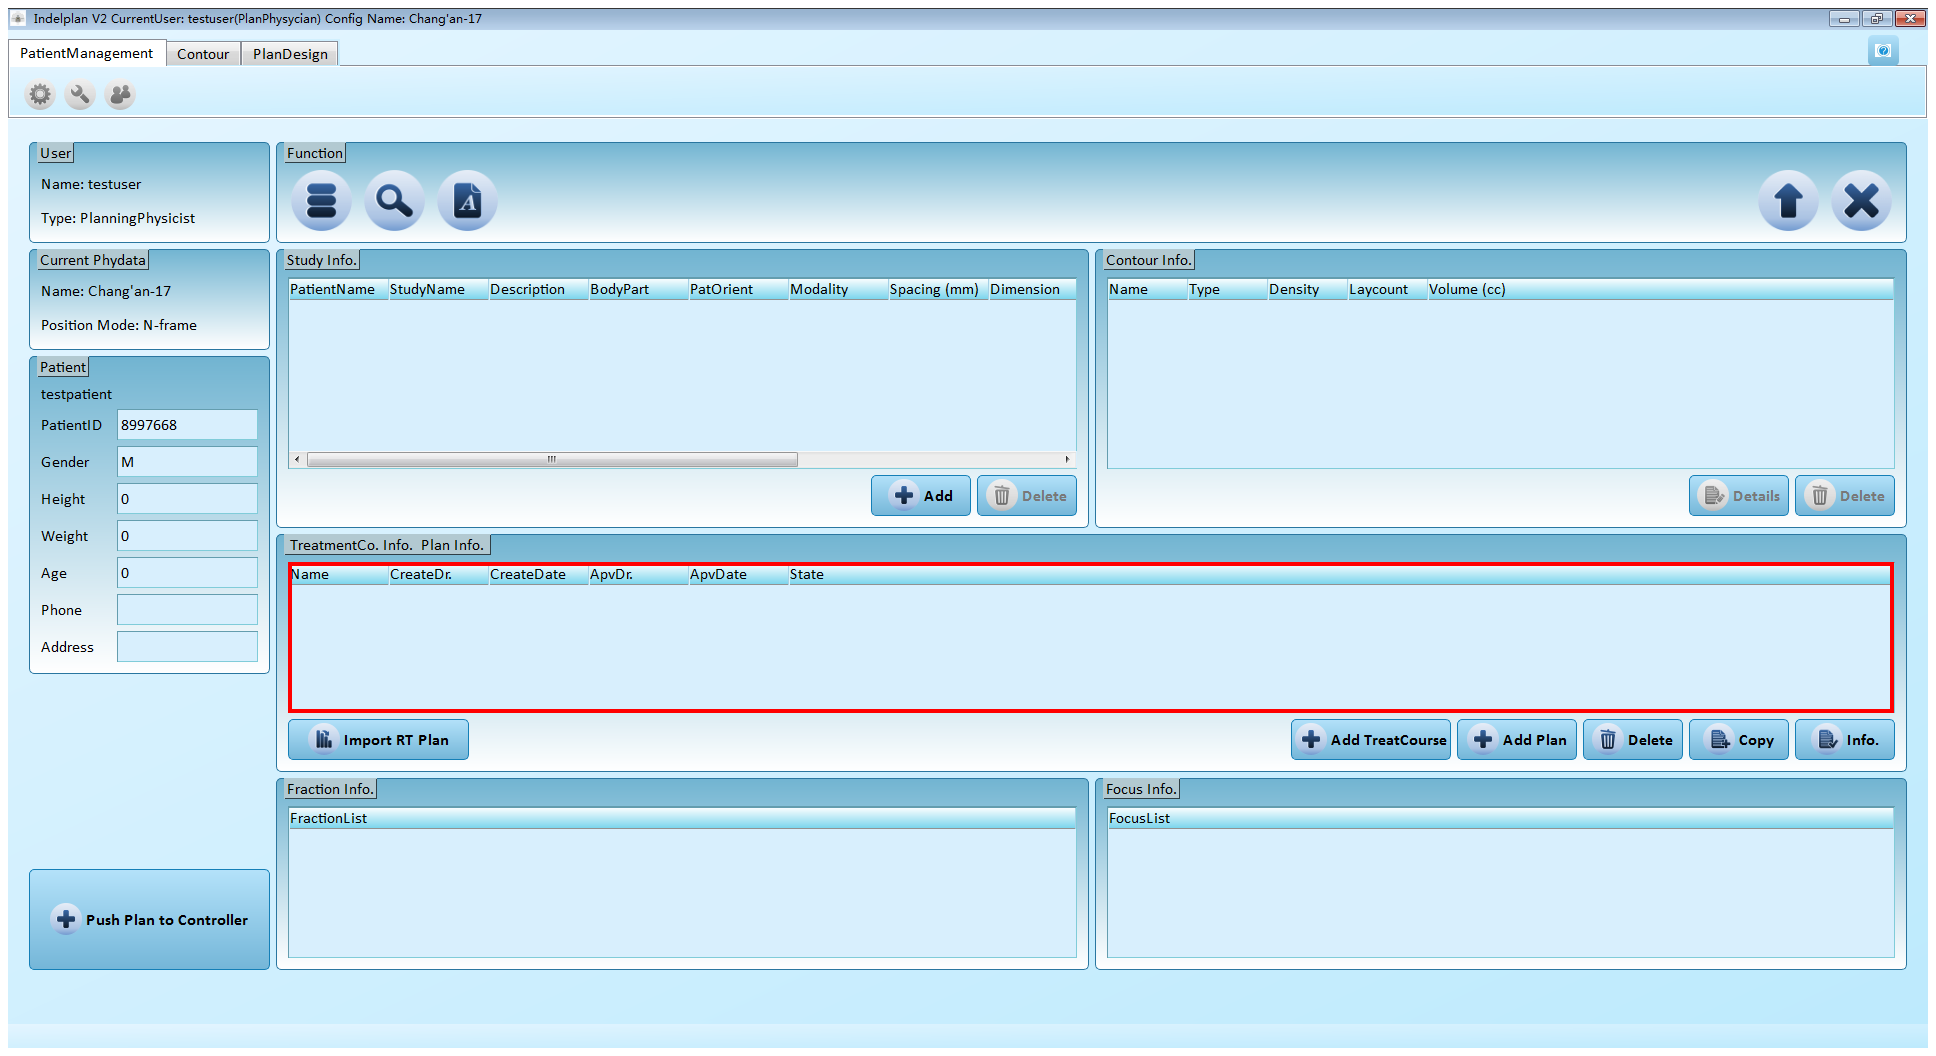 Indelplan V2 CurrentUser: testuser(PlanPhysycian) Config Name: Chang'an-17
PatientManagement Contour PlanDesign
User
Name: testuser
Type: PlanningPhysicist
Current Phydata
Name: Chang'an-17
Position Mode: N-frame
Patient
testpatient
PatientID 8997668
Gender M
Height 0
Weight 0
Age 0
Phone
Address
Push Plan to Controller
Function
A
Study Info.
PatientName StudyName Description BodyPart PatOrient Modality Spacing (mm) Dimension
Add Delete
Contour Info.
Name Type Density Laycount Volume (cc)
Details Delete
TreatmentCo. Info. Plan Info.
Name CreateDr. CreateDate ApvDr. ApvDate State
Import RT Plan Add TreatCourse Add Plan Delete Copy Info.
Fraction Info.
FractionList
Focus Info.
FocusList